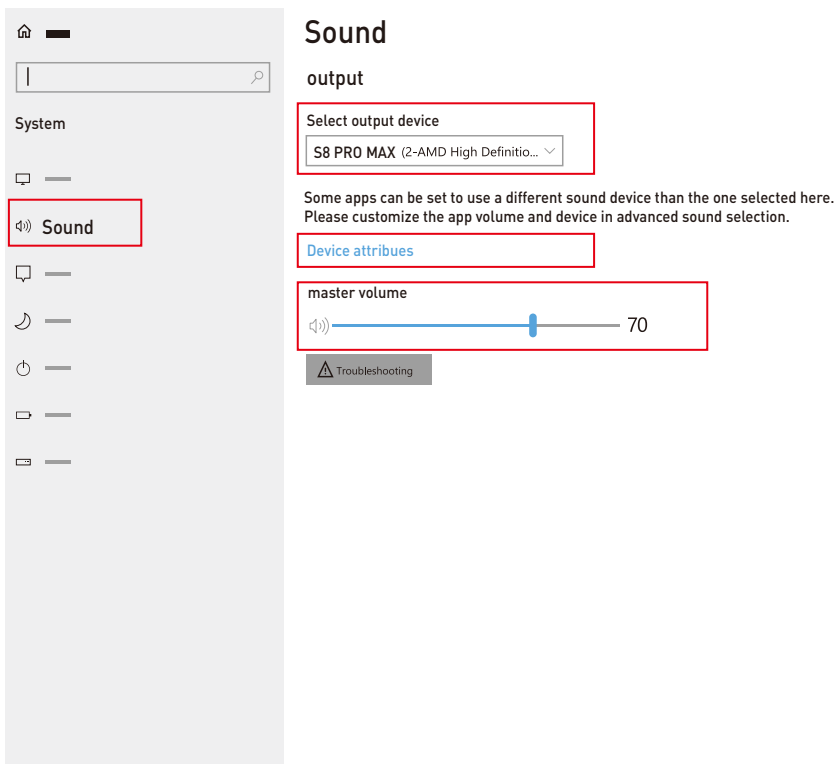 System
Sound
Sound
output
Select output device
S8 PRO MAX (2-AMD High Definitio...
Some apps can be set to use a different sound device than the one selected here.
Please customize the app volume and device in advanced sound selection.
Device attribues
master volume
70
Troubleshooting